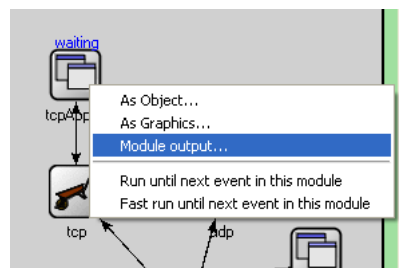 waiting
tcpApp
As Object...
As Graphics...
Module output...
Run until next event in this module
Fast run until next event in this module
tcp
udp